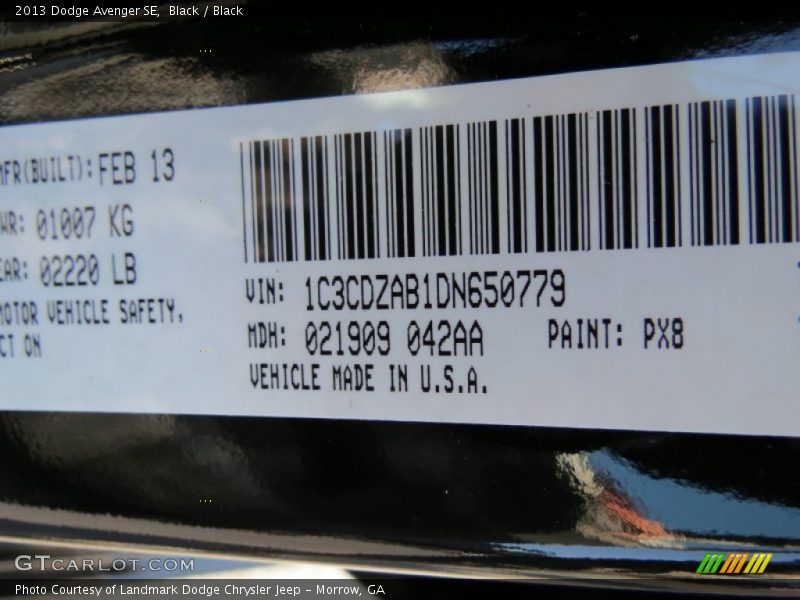 2013 Dodge Avenger SE, Black / Black
MFR(BUILT): FEB 13
WR: 01007 KG
EAR: 02220 LB
MOTOR VEHICLE SAFETY,
CT ON
VIN: 1C3CDZAB1DN650779
MDH: 021909 042AA PAINT: PX8
VEHICLE MADE IN U.S.A.
GTCARLOT.COM
Photo Courtesy of Landmark Dodge Chrysler Jeep – Morrow, GA